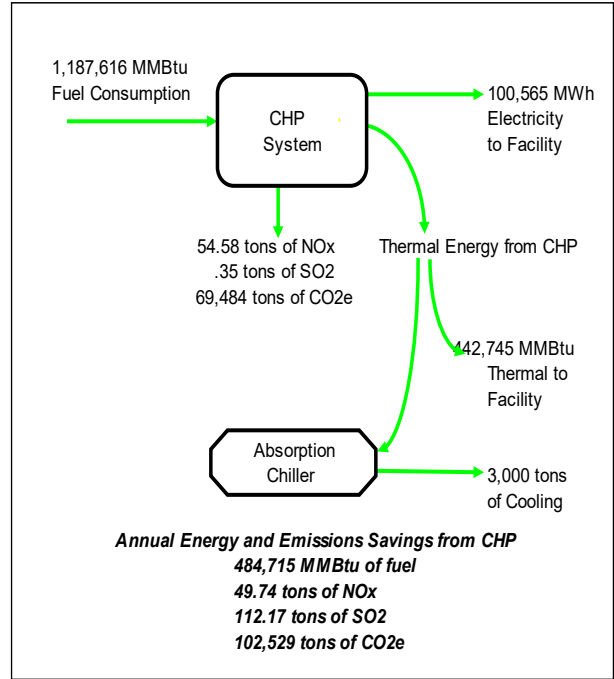 1,187,616 MMBtu
Fuel Consumption
CHP
System
100,565 MWh
Electricity
to Facility
54.58 tons of NOx
.35 tons of SO2
69,484 tons of CO2e
Thermal Energy from CHP
442,745 MMBtu
Thermal to
Facility
Absorption
Chiller
3,000 tons
of Cooling
Annual Energy and Emissions Savings from CHP
484,715 MMBtu of fuel
49.74 tons of NOx
112.17 tons of SO2
102,529 tons of CO2e